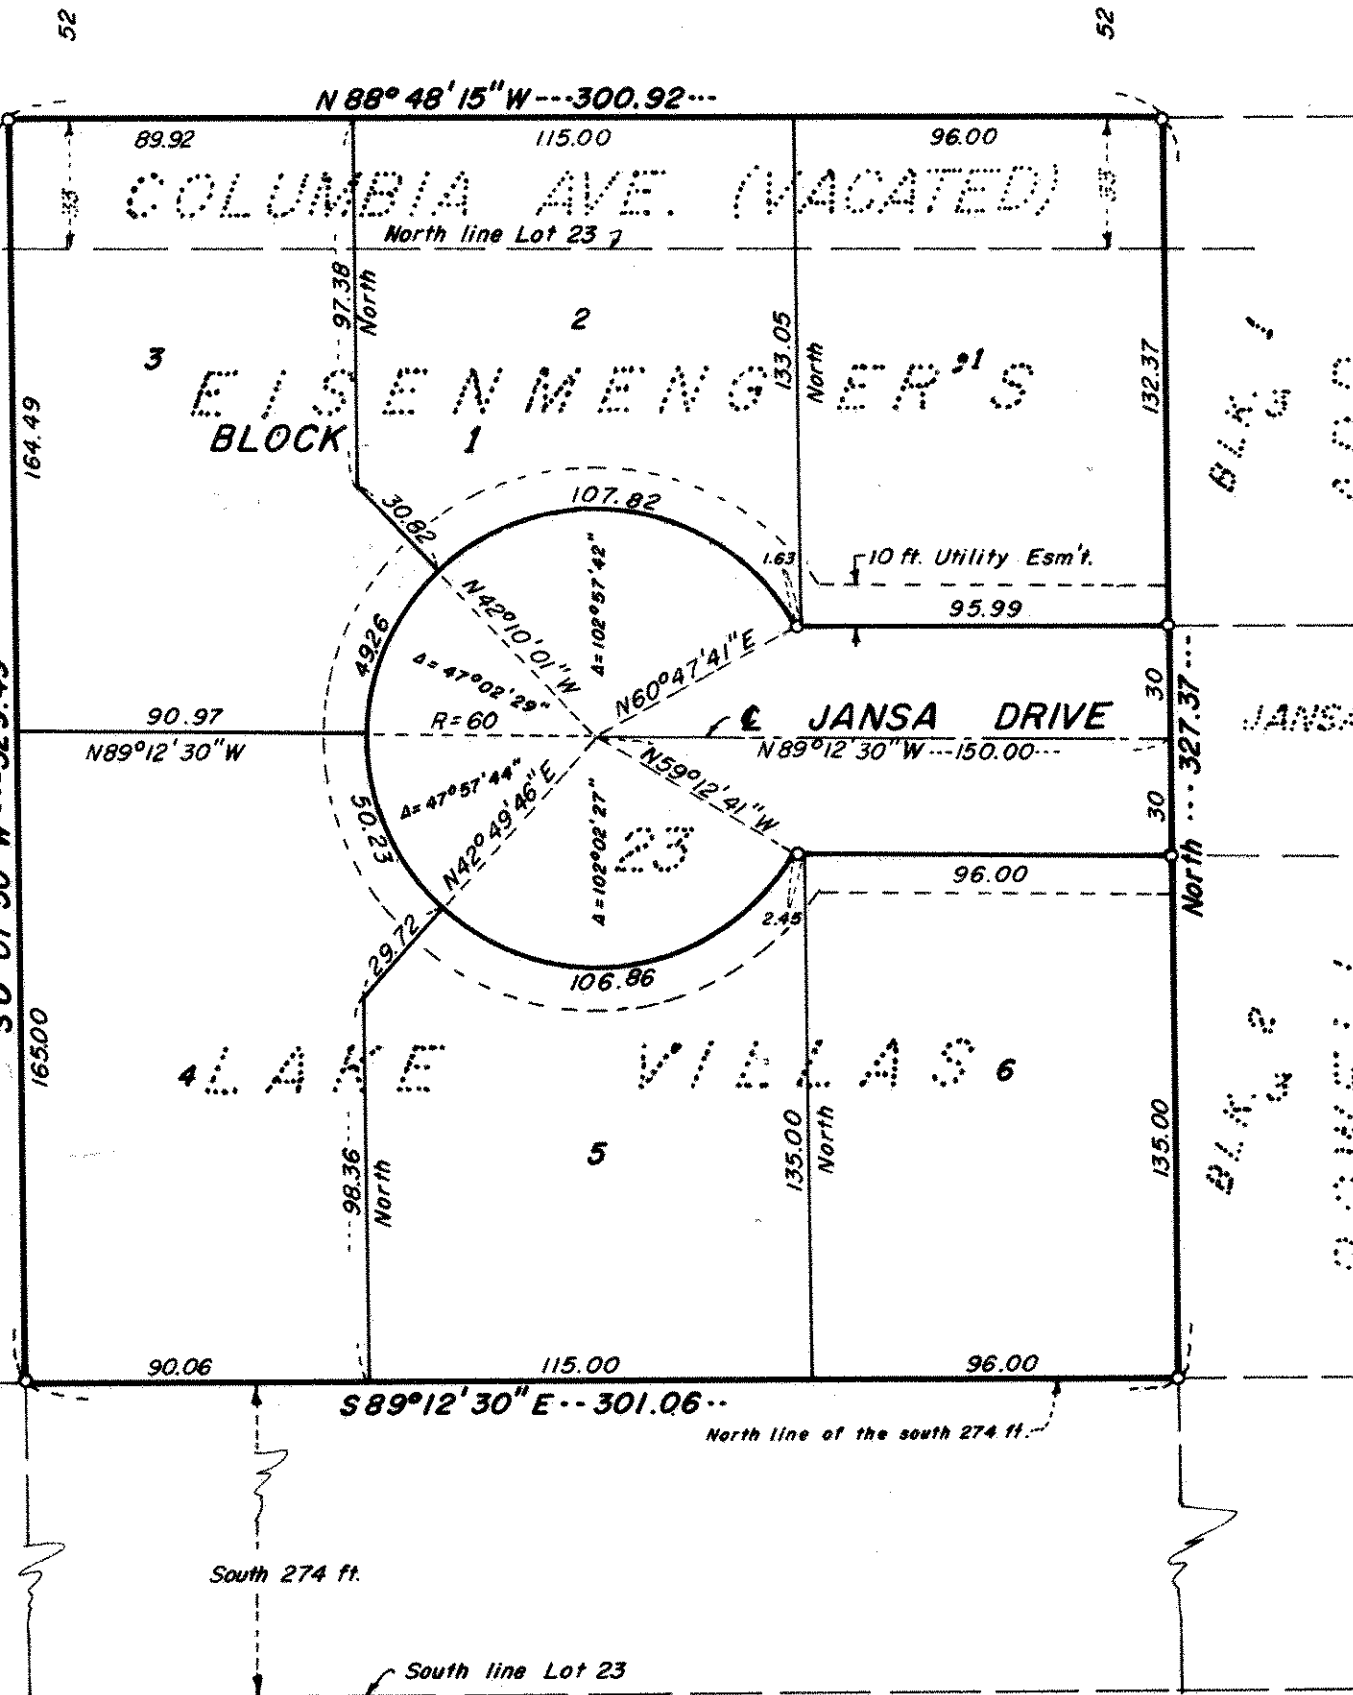 52
52
N 88° 48' 15" W---300.92---
89.92
115.00
96.00
33
COLUMBIA AVE. (VACATED)
33
North line Lot 23
97.38
North
2
133.05
North
3
EISENMENGER'S
1
132.37
BLK. 1
164.49
BLOCK 1
107.82
30.82
1.63
10 ft. Utility Esm't.
95.99
N42°10'01"W
Δ=102°57'42"
N60°47'41"E
49.26
Δ=47°02'29"
30
90.97
R=60
℄ JANSA DRIVE
JANSA
N89°12'30"W
N89°12'30"W---150.00---
North ---327.37---
N59°12'41"W
Δ=47°57'44"
50.23
N42°49'46"E
Δ=102°02'27"
23
30
96.00
29.72
2.45
106.86
165.00
4
LAKE VILLAS
6
BLK. 2
98.36
North
5
135.00
North
135.00
90.06
115.00
96.00
S89°12'30"E--301.06--
North line of the south 274 ft.
South 274 ft.
South line Lot 23